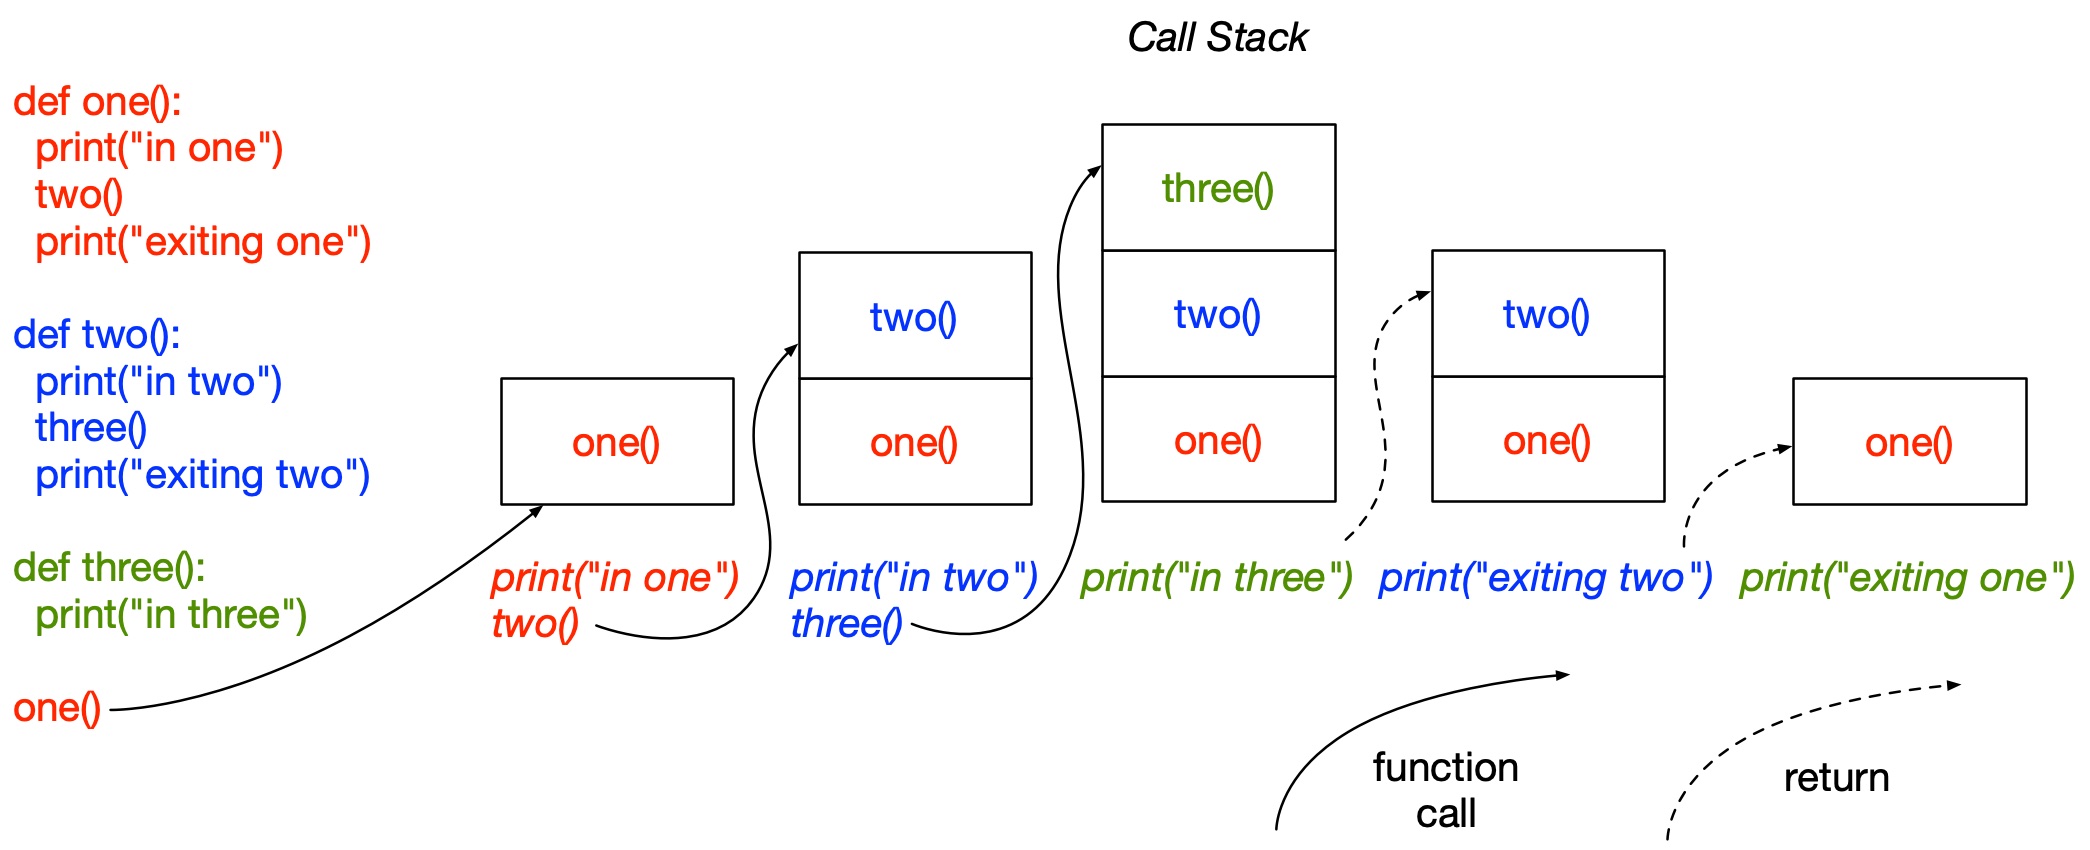 Call Stack
def one():
print("in one")
two()
print("exiting one")
def two():
print("in two")
three()
print("exiting two")
def three():
print("in three")
one()
one()
print("in one")
two()
two()
one()
print("in two")
three()
three()
two()
one()
print("in three")
two()
one()
print("exiting two")
one()
print("exiting one")
function
call
return